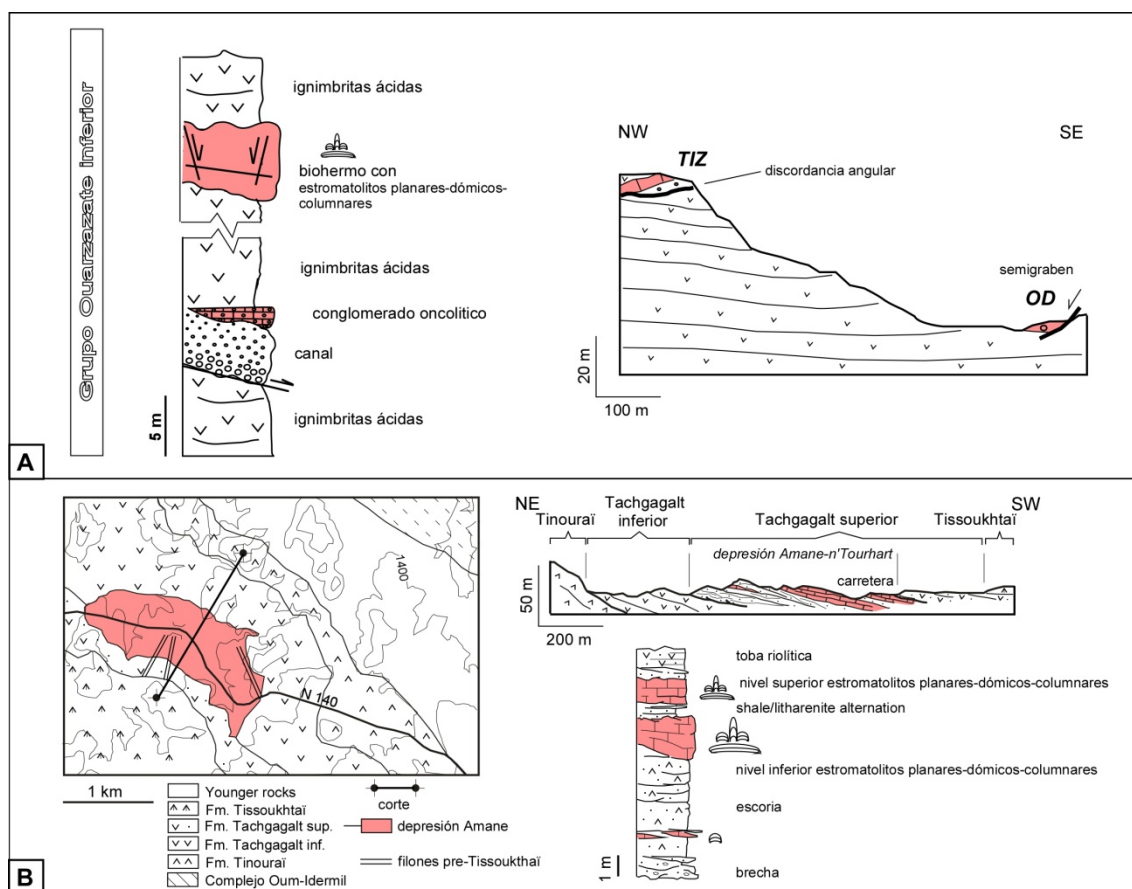 Grupo Ouarzazate inferior
ignimbritas ácidas
biohermo con
estromatolitos planares-dómicos-
columnares
ignimbritas ácidas
conglomerado oncolitico
canal
ignimbritas ácidas
5 m
A
NW
SE
TIZ
discordancia angular
semigraben
OD
20 m
100 m
1400
N 140
1 km
corte
Younger rocks
Fm. Tissoukhtaï
Fm. Tachgagalt sup.
Fm. Tachgagalt inf.
Fm. Tinouraï
Complejo Oum-Idermil
depresión Amane
filones pre-Tissoukthaï
B
NE
SW
Tinouraï
Tachgagalt
inferior
Tachgagalt superior
Tissoukhtaï
depresión Amane-n'Tourhart
carretera
50 m
200 m
toba riolítica
nivel superior estromatolitos planares-dómicos-columnares
shale/litharenite alternation
nivel inferior estromatolitos planares-dómicos-columnares
escoria
brecha
1 m